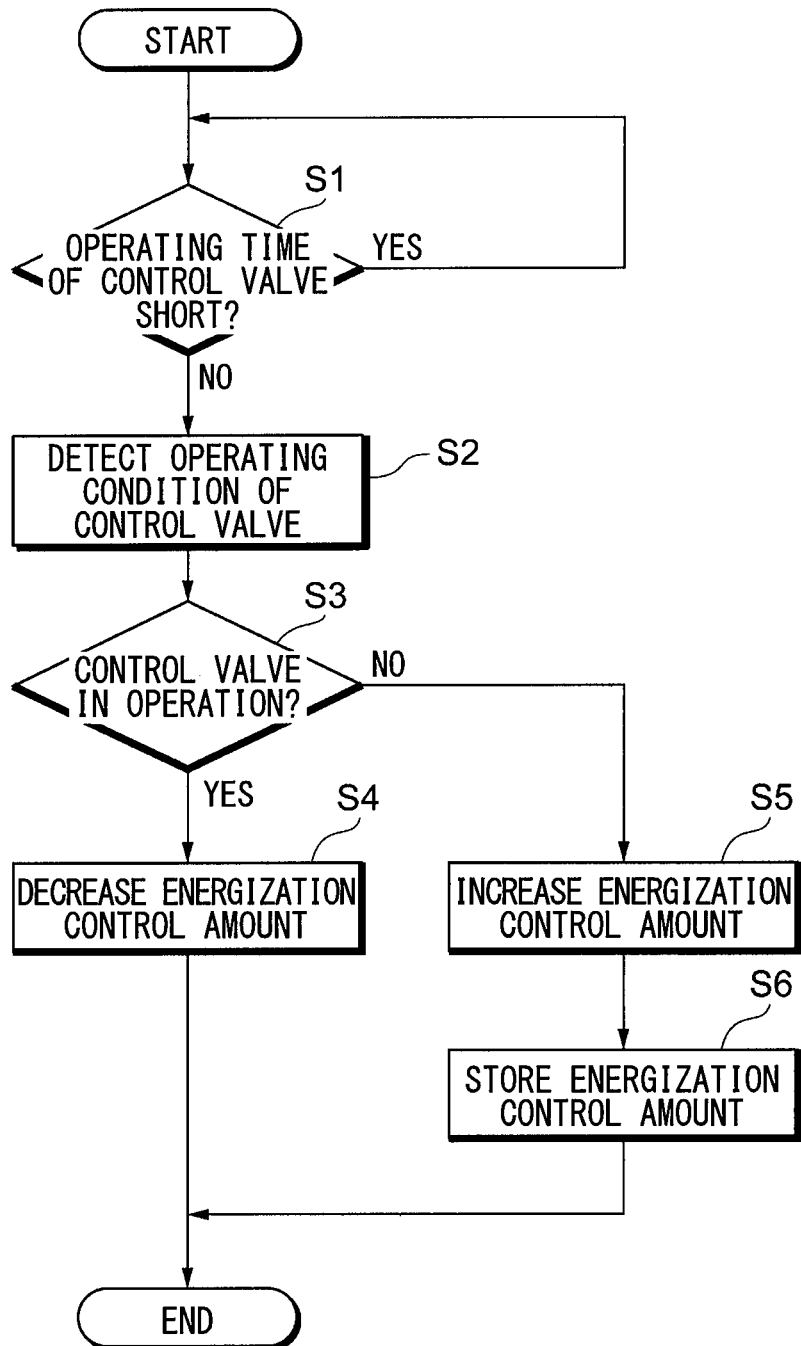 START
S1
OPERATING TIME
OF CONTROL VALVE
SHORT?
YES
NO
DETECT OPERATING
CONDITION OF
CONTROL VALVE
S2
S3
CONTROL VALVE
IN OPERATION?
NO
YES
S4
DECREASE ENERGIZATION
CONTROL AMOUNT
S5
INCREASE ENERGIZATION
CONTROL AMOUNT
S6
STORE ENERGIZATION
CONTROL AMOUNT
END